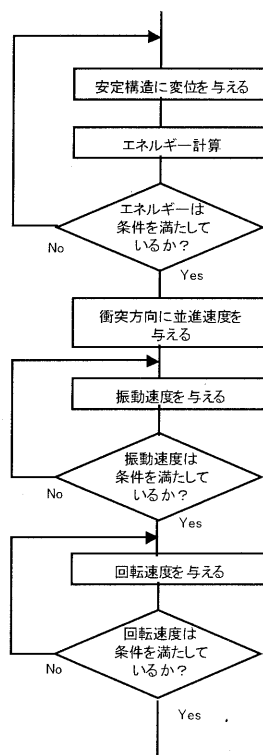 安定構造に変位を与える
エネルギー計算
エネルギーは
条件を満たして
いるか?
No
Yes
衝突方向に並進速度を
与える
振動速度を与える
振動速度は
条件を満たして
いるか?
No
Yes
回転速度を与える
回転速度は
条件を満たして
いるか?
No
Yes